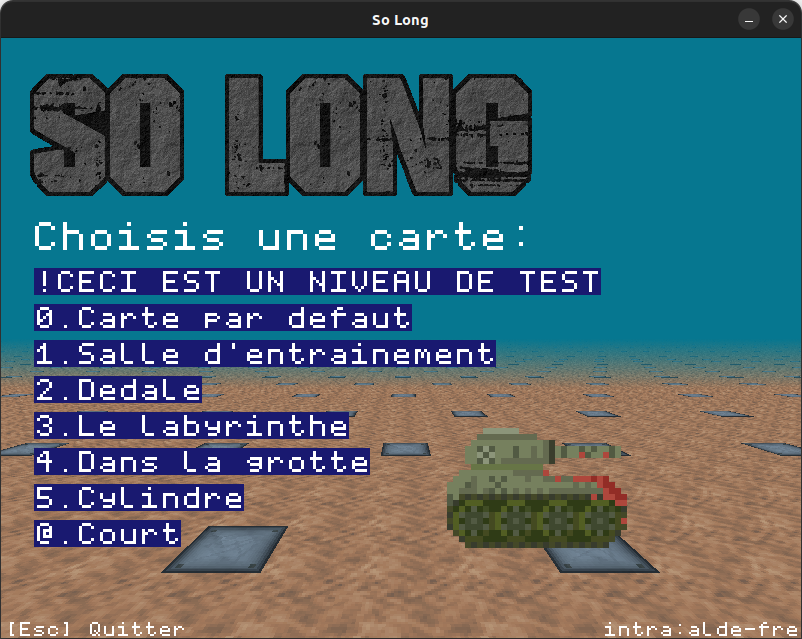 So Long
SO LONG
Choisis une carte:
!CECI EST UN NIVEAU DE TEST
0.Carte par defaut
1.Salle d'entrainement
2.Dedale
3.Le labyrinthe
4.Dans la grotte
5.Cylindre
@.Court
[Esc] Quitter
intra:alde-fre